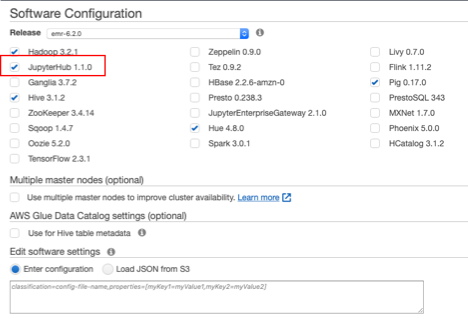 Software Configuration
Release emr-6.2.0
Hadoop 3.2.1 Zeppelin 0.9.0 Livy 0.7.0
JupyterHub 1.1.0 Tez 0.9.2 Flink 1.11.2
Ganglia 3.7.2 HBase 2.2.6-amzn-0 Pig 0.17.0
Hive 3.1.2 Presto 0.238.3 PrestoSQL 343
ZooKeeper 3.4.14 JupyterEnterpriseGateway 2.1.0 MXNet 1.7.0
Sqoop 1.4.7 Hue 4.8.0 Phoenix 5.0.0
Oozie 5.2.0 Spark 3.0.1 HCatalog 3.1.2
TensorFlow 2.3.1
Multiple master nodes (optional)
Use multiple master nodes to improve cluster availability. Learn more
AWS Glue Data Catalog settings (optional)
Use for Hive table metadata
Edit software settings
Enter configuration Load JSON from S3
classification=config-file-name,properties=[myKey1=myValue1,myKey2=myValue2]